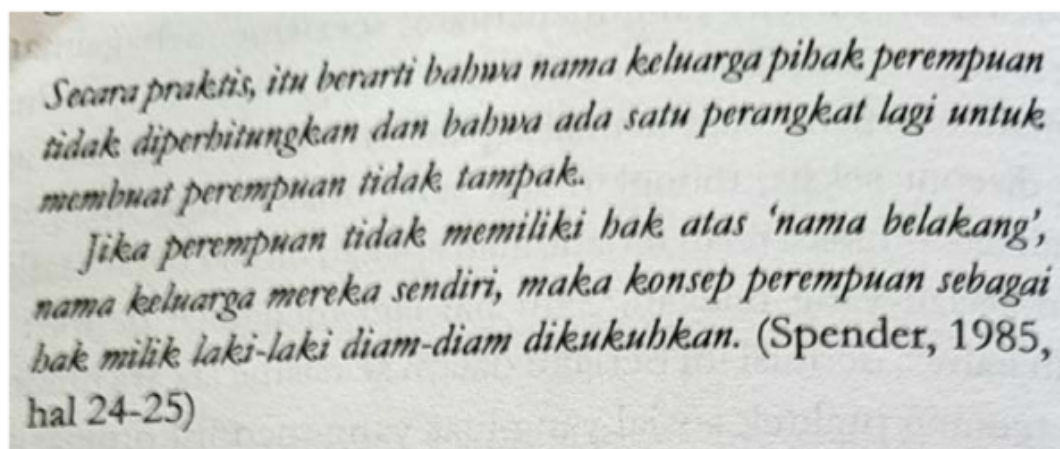 Secara praktis, itu berarti bahwa nama keluarga pihak perempuan
tidak diperhitungkan dan bahwa ada satu perangkat lagi untuk
membuat perempuan tidak tampak.
Jika perempuan tidak memiliki hak atas ‘nama belakang’,
nama keluarga mereka sendiri, maka konsep perempuan sebagai
hak milik laki-laki diam-diam dikukuhkan. (Spender, 1985,
hal 24-25)